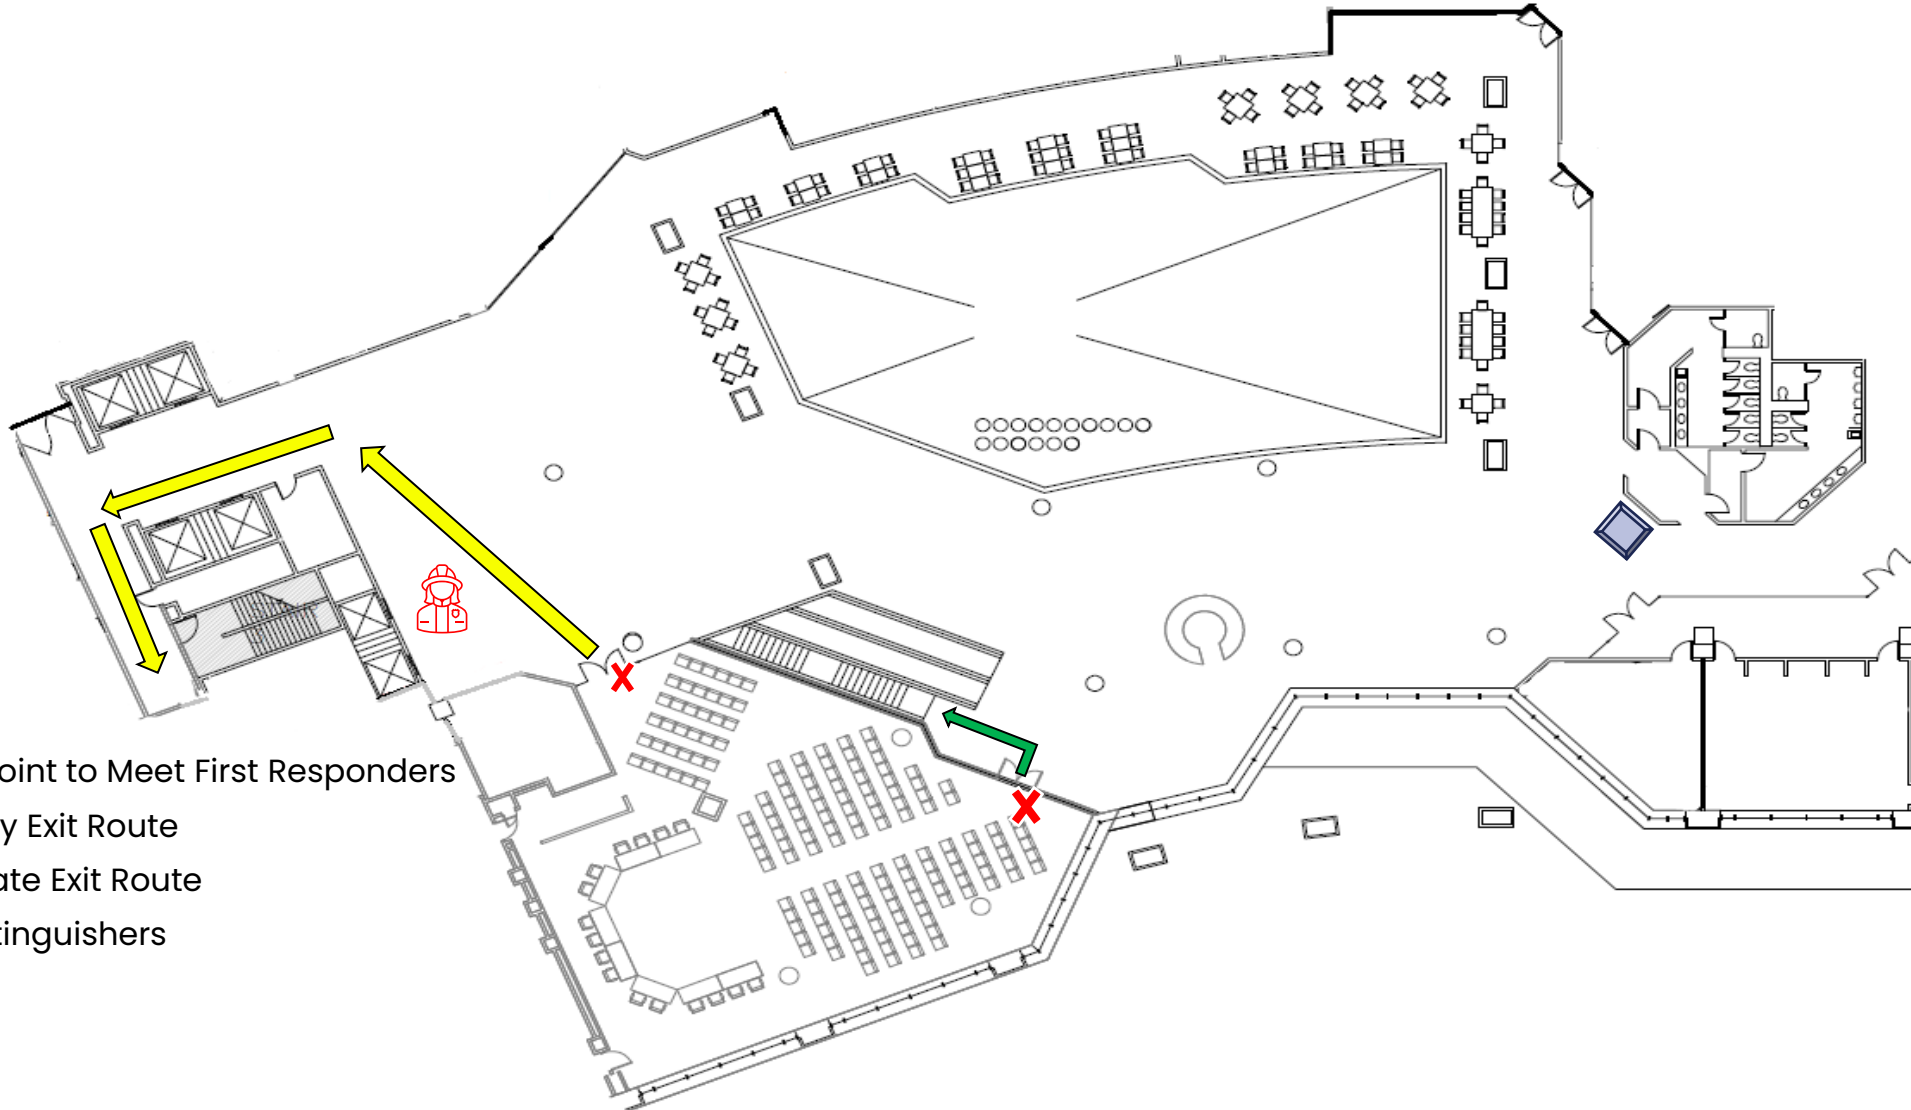 oint to Meet First Responders
y Exit Route
ate Exit Route
tinguishers